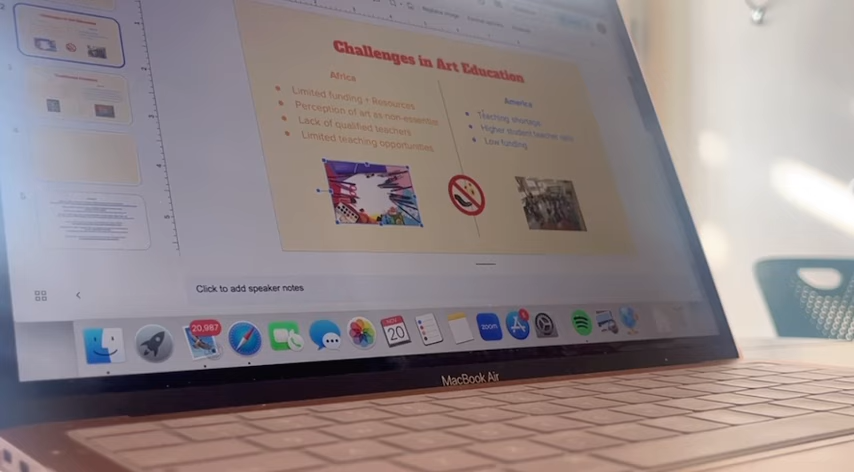 Challenges in Art Education
Africa
Limited funding + Resources
Perception of art as non-essential
Lack of qualified teachers
Limited teaching opportunities
America
Teaching shortage
Higher student teacher ratio
Low funding
Click to add speaker notes
20,987
NOV
20
zoom
MacBook Air